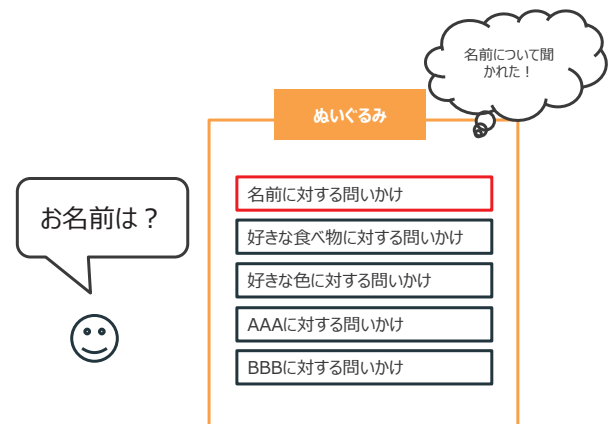 名前について聞
かれた！
ぬいぐるみ
お名前は？
名前に対する問いかけ
好きな食べ物に対する問いかけ
好きな色に対する問いかけ
AAAに対する問いかけ
BBBに対する問いかけ